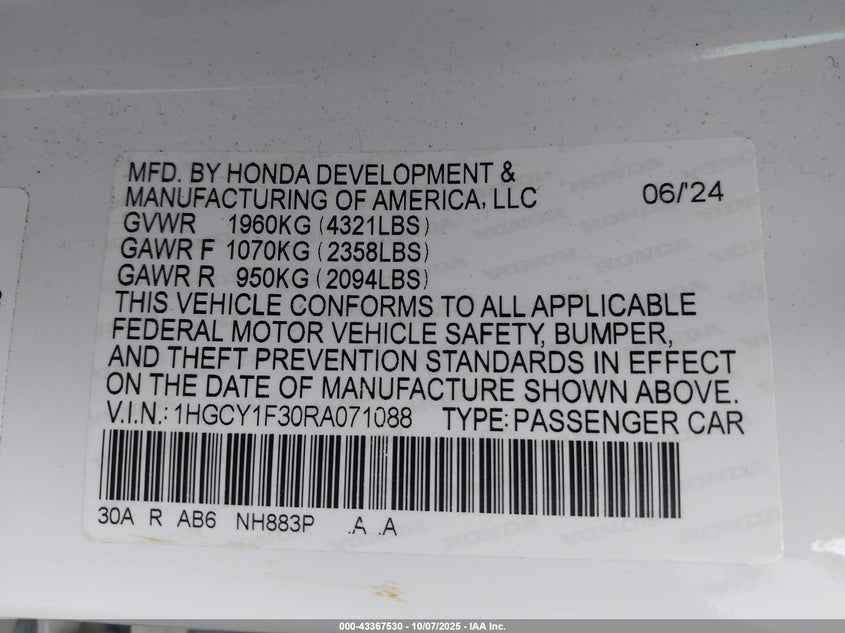 MFD. BY HONDA DEVELOPMENT &
MANUFACTURING OF AMERICA, LLC 06/'24
GVWR 1960KG (4321LBS)
GAWR F 1070KG (2358LBS)
GAWR R 950KG (2094LBS)
THIS VEHICLE CONFORMS TO ALL APPLICABLE
FEDERAL MOTOR VEHICLE SAFETY, BUMPER,
AND THEFT PREVENTION STANDARDS IN EFFECT
ON THE DATE OF MANUFACTURE SHOWN ABOVE.
V.I.N.: 1HGCY1F30RA071088 TYPE: PASSENGER CAR
30A R AB6 NH883P .A .A
000-43367530 - 10/07/2025 - IAA Inc.